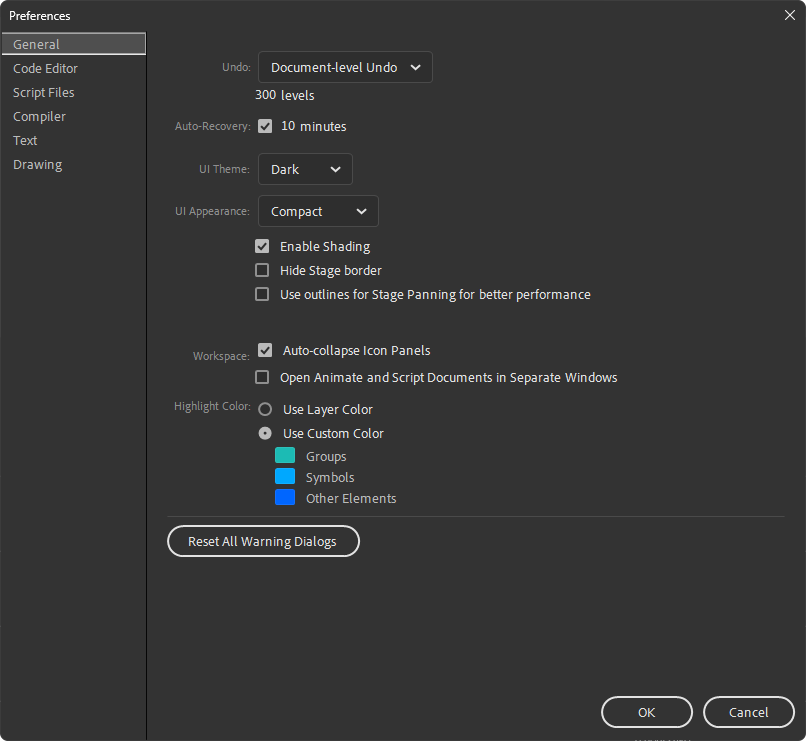 Preferences
General
Code Editor
Script Files
Compiler
Text
Drawing
Undo: Document-level Undo
300 levels
Auto-Recovery: 10 minutes
UI Theme: Dark
UI Appearance: Compact
Enable Shading
Hide Stage border
Use outlines for Stage Panning for better performance
Workspace: Auto-collapse Icon Panels
Open Animate and Script Documents in Separate Windows
Highlight Color: Use Layer Color
Use Custom Color
Groups
Symbols
Other Elements
Reset All Warning Dialogs
OK Cancel